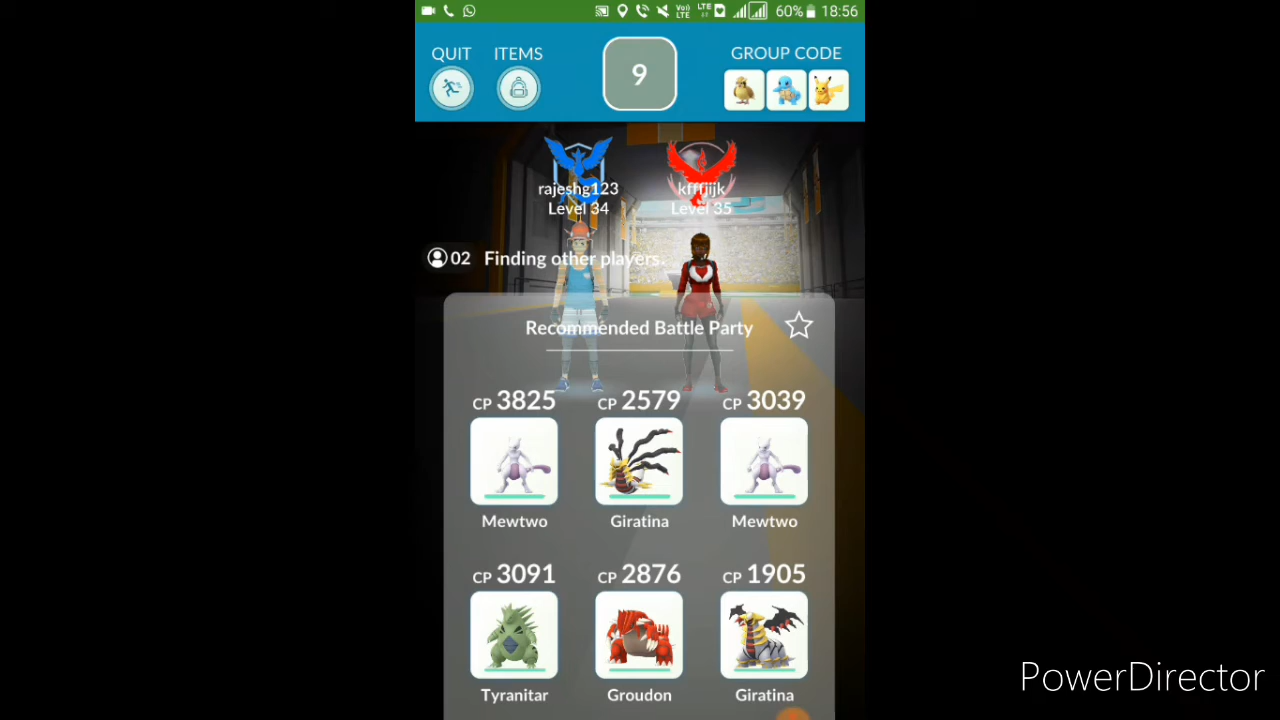 60% 18:56
QUIT ITEMS 9 GROUP CODE
rajeshg123
Level 34
kfffjijk
Level 35
02 Finding other players.
Recommended Battle Party
CP 3825 CP 2579 CP 3039
Mewtwo Giratina Mewtwo
CP 3091 CP 2876 CP 1905
Tyranitar Groudon Giratina
PowerDirector